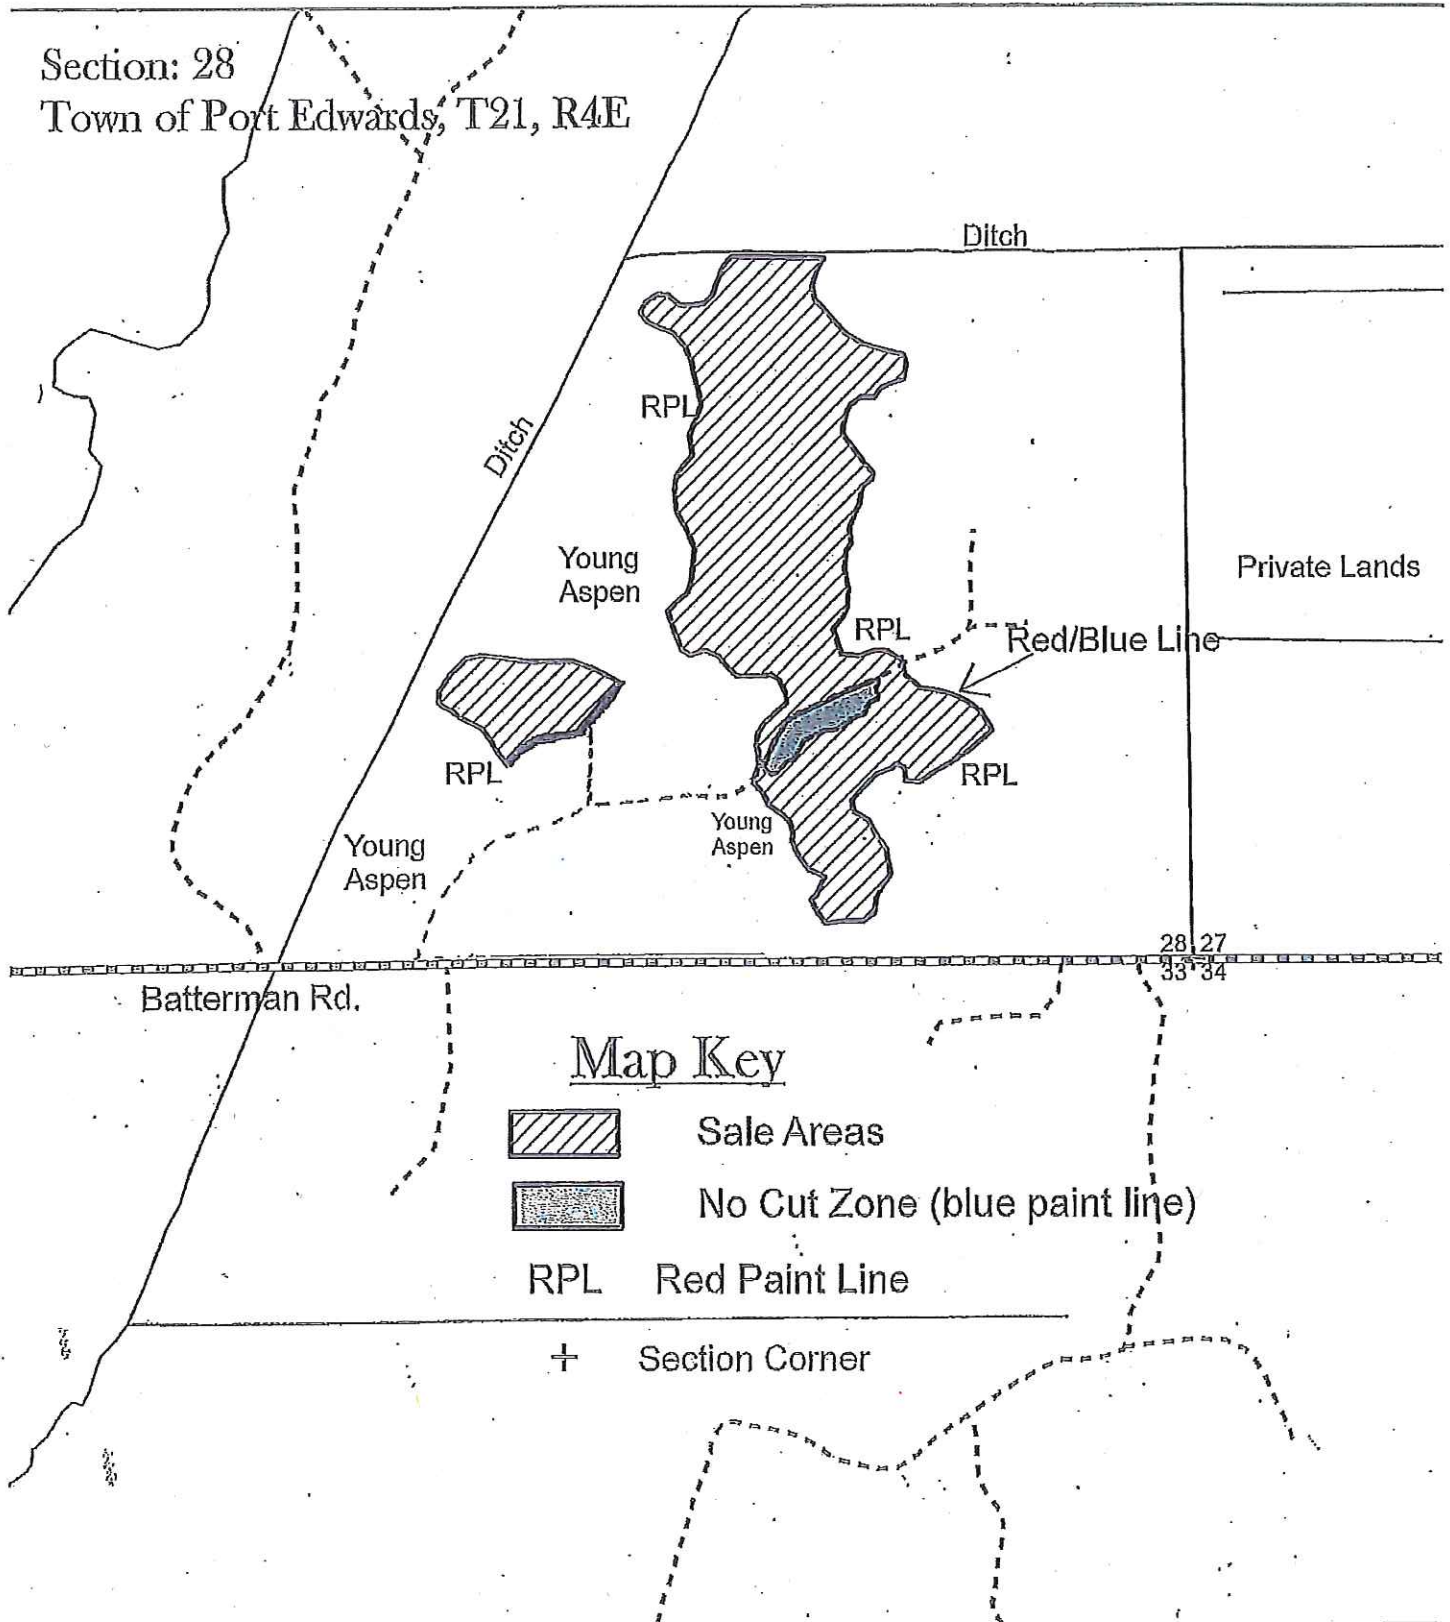 Section: 28
Town of Port Edwards, T21, R4E
Ditch
RPL
Ditch
Young
Aspen
Private Lands
RPL
Red/Blue Line
RPL
RPL
Young
Aspen
Young
Aspen
28 27
33 34
Batterman Rd.
Map Key
Sale Areas
No Cut Zone (blue paint line)
RPL Red Paint Line
+ Section Corner